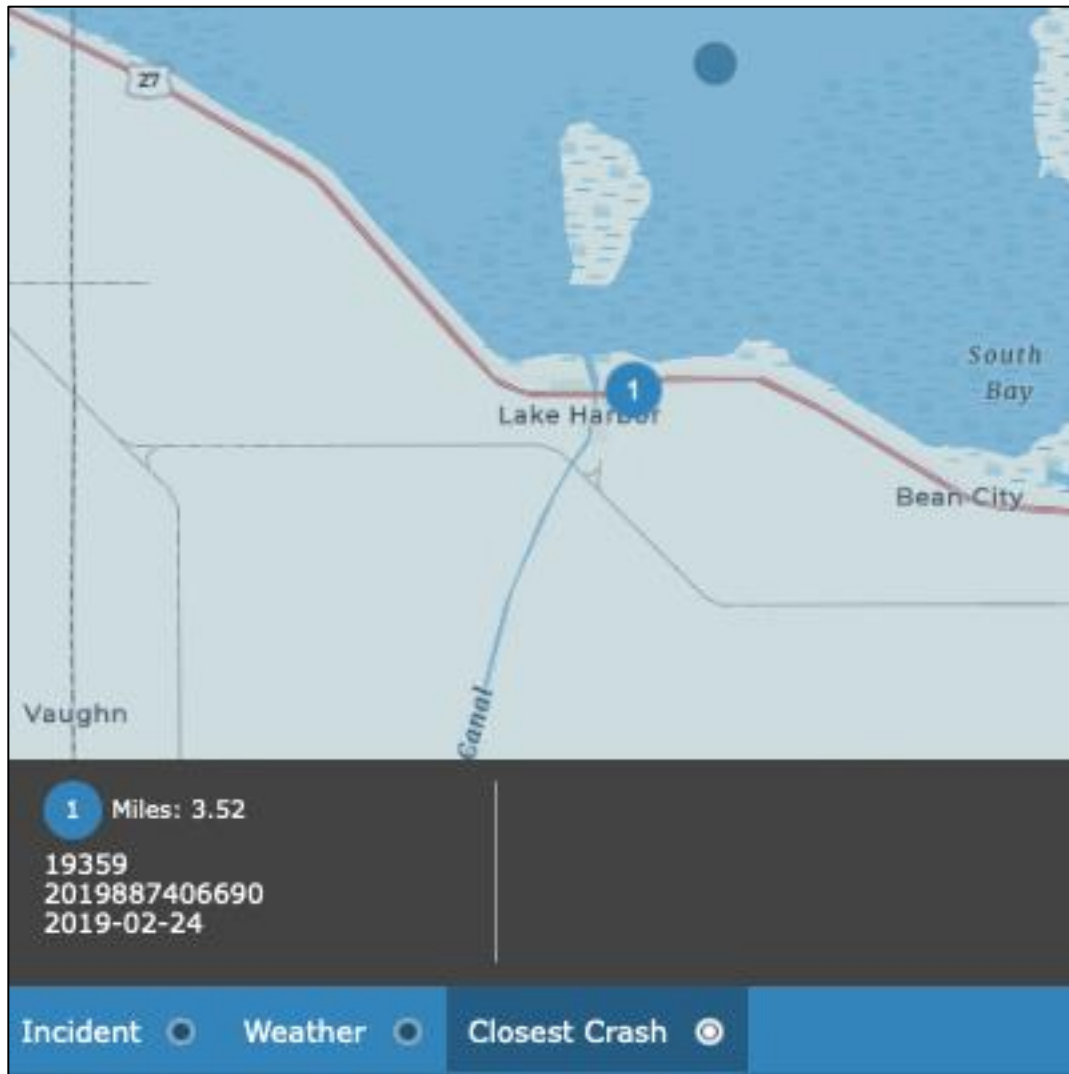 27
South
Bay
1
Lake Harbor
Bean City
Vaughn
Canal
1 Miles: 3.52
19359
2019887406690
2019-02-24
Incident Weather Closest Crash